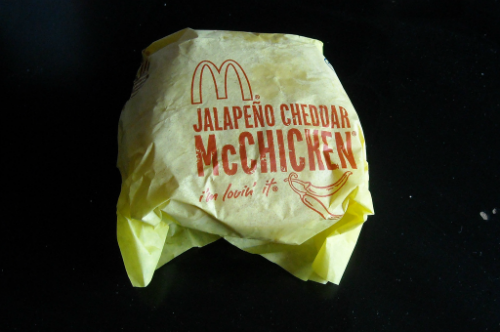 JALAPEÑO CHEDDAR
McCHICKEN
i'm lovin' it